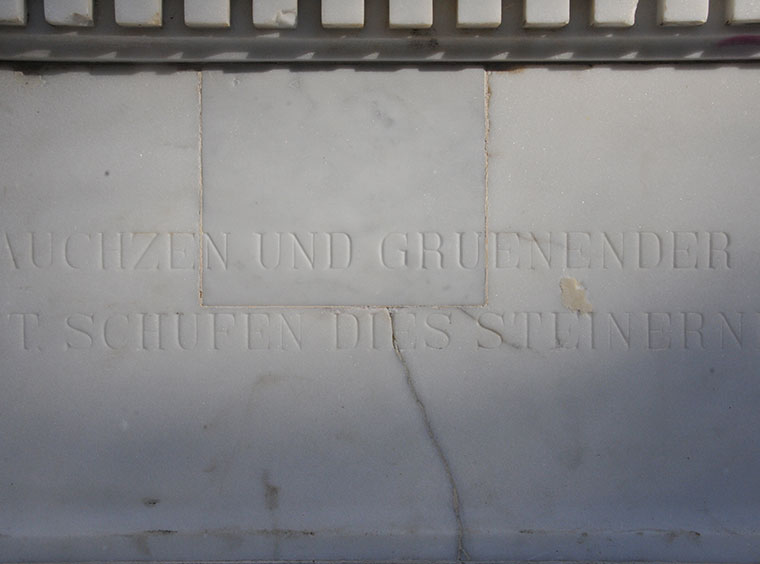 AUCHZEN UND GRUENENDER
T. SCHUFEN DIES STEINERN